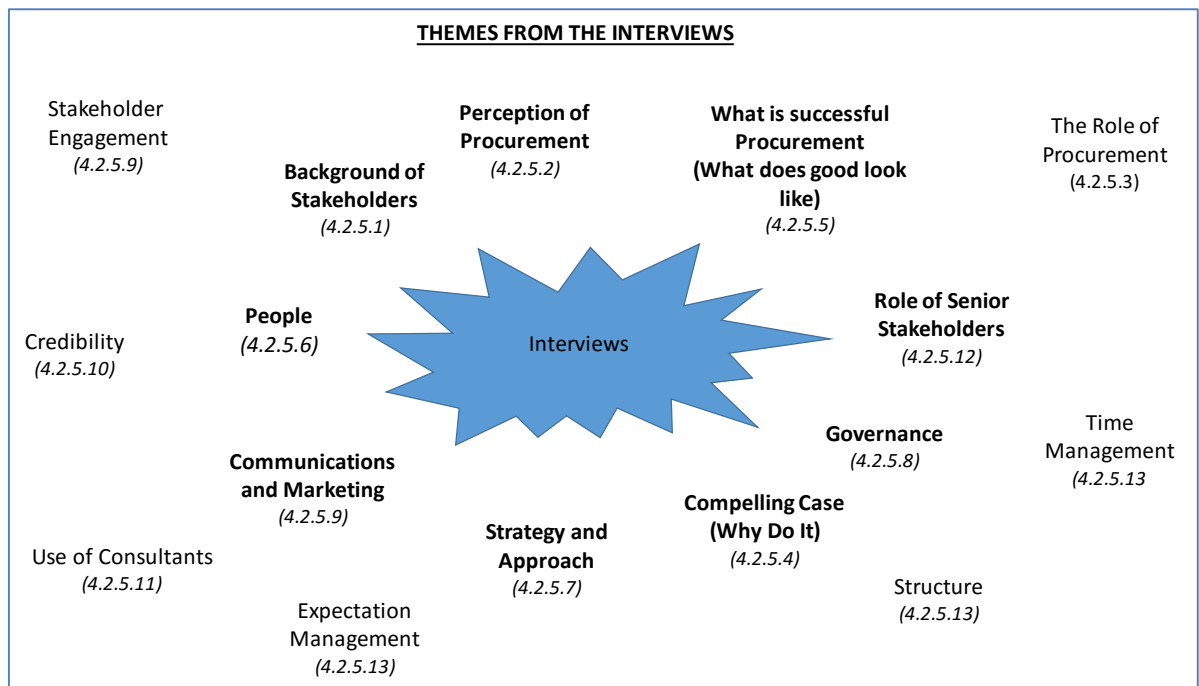 THEMES FROM THE INTERVIEWS
Stakeholder
Engagement
(4.2.5.9)
Background of
Stakeholders
(4.2.5.1)
Perception of
Procurement
(4.2.5.2)
What is successful
Procurement
(What does good look
like)
(4.2.5.5)
The Role of
Procurement
(4.2.5.3)
Credibility
(4.2.5.10)
People
(4.2.5.6)
Interviews
Role of Senior
Stakeholders
(4.2.5.12)
Communications
and Marketing
(4.2.5.9)
Governance
(4.2.5.8)
Time
Management
(4.2.5.13
Use of Consultants
(4.2.5.11)
Expectation
Management
(4.2.5.13)
Strategy and
Approach
(4.2.5.7)
Compelling Case
(Why Do It)
(4.2.5.4)
Structure
(4.2.5.13)